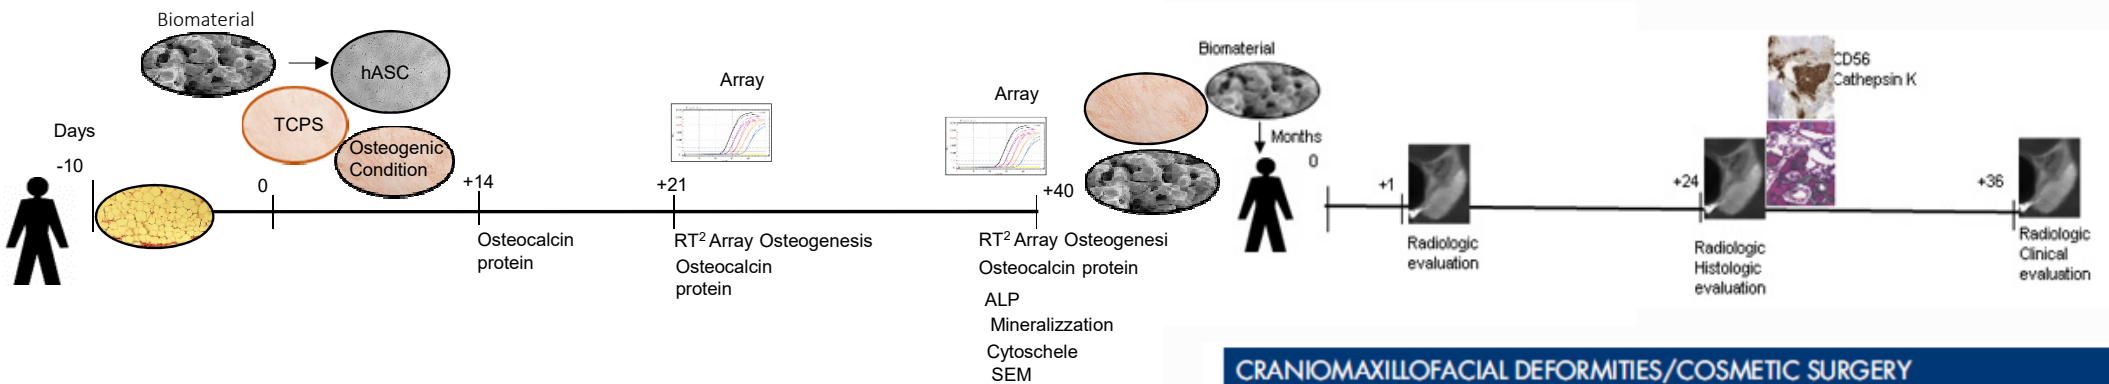 Biomaterial
hASC
TCPS
Osteogenic
Condition
Days
-10
0
+14
+21
+40
Array
Array
Osteocalcin
protein
RT² Array Osteogenesis
Osteocalcin
protein
RT² Array Osteogenesi
Osteocalcin protein
ALP
Mineralizzation
Cytoschele
SEM
Biomaterial
Months
0
+1
+24
+36
CD56
Cathepsin K
Radiologic
evaluation
Radiologic
Histologic
evaluation
Radiologic
Clinical
evaluation
CRANIOMAXILLOFACIAL DEFORMITIES/COSMETIC SURGERY